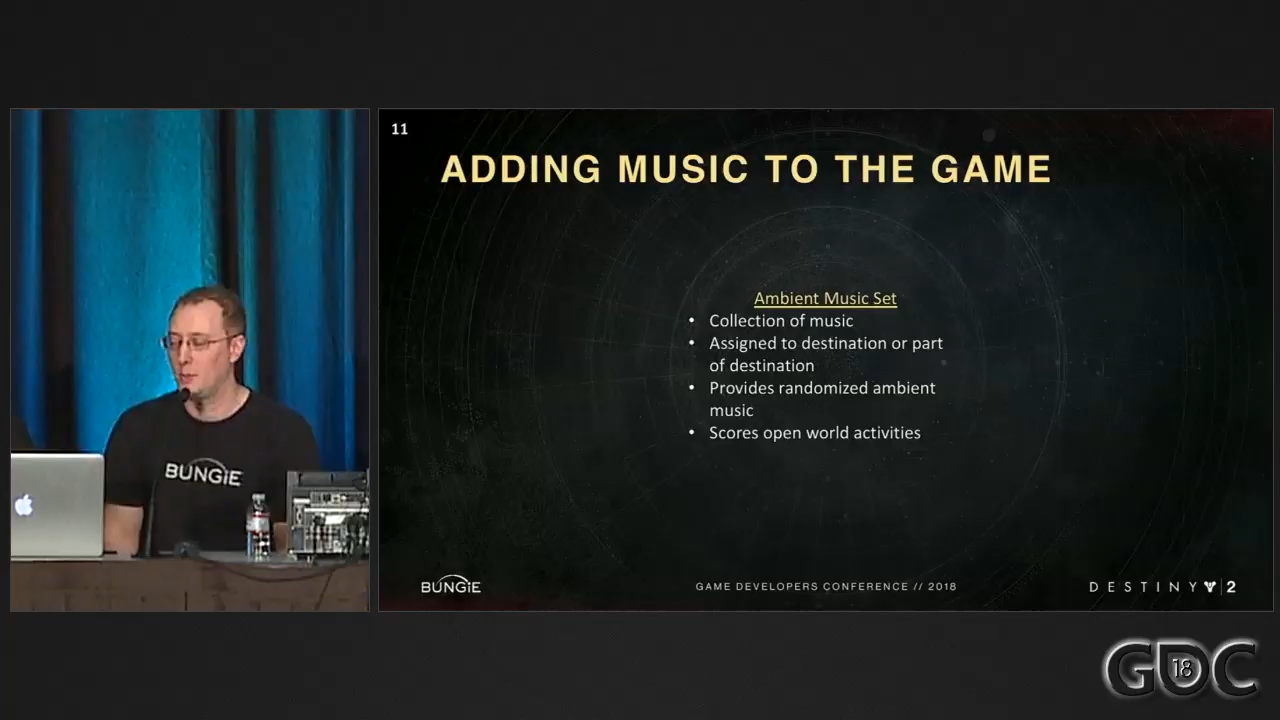 11
ADDING MUSIC TO THE GAME
Ambient Music Set
• Collection of music
• Assigned to destination or part
of destination
• Provides randomized ambient
music
• Scores open world activities
BUNGiE
BUNGiE
GAME DEVELOPERS CONFERENCE // 2018
DESTINY 2
GDC
18